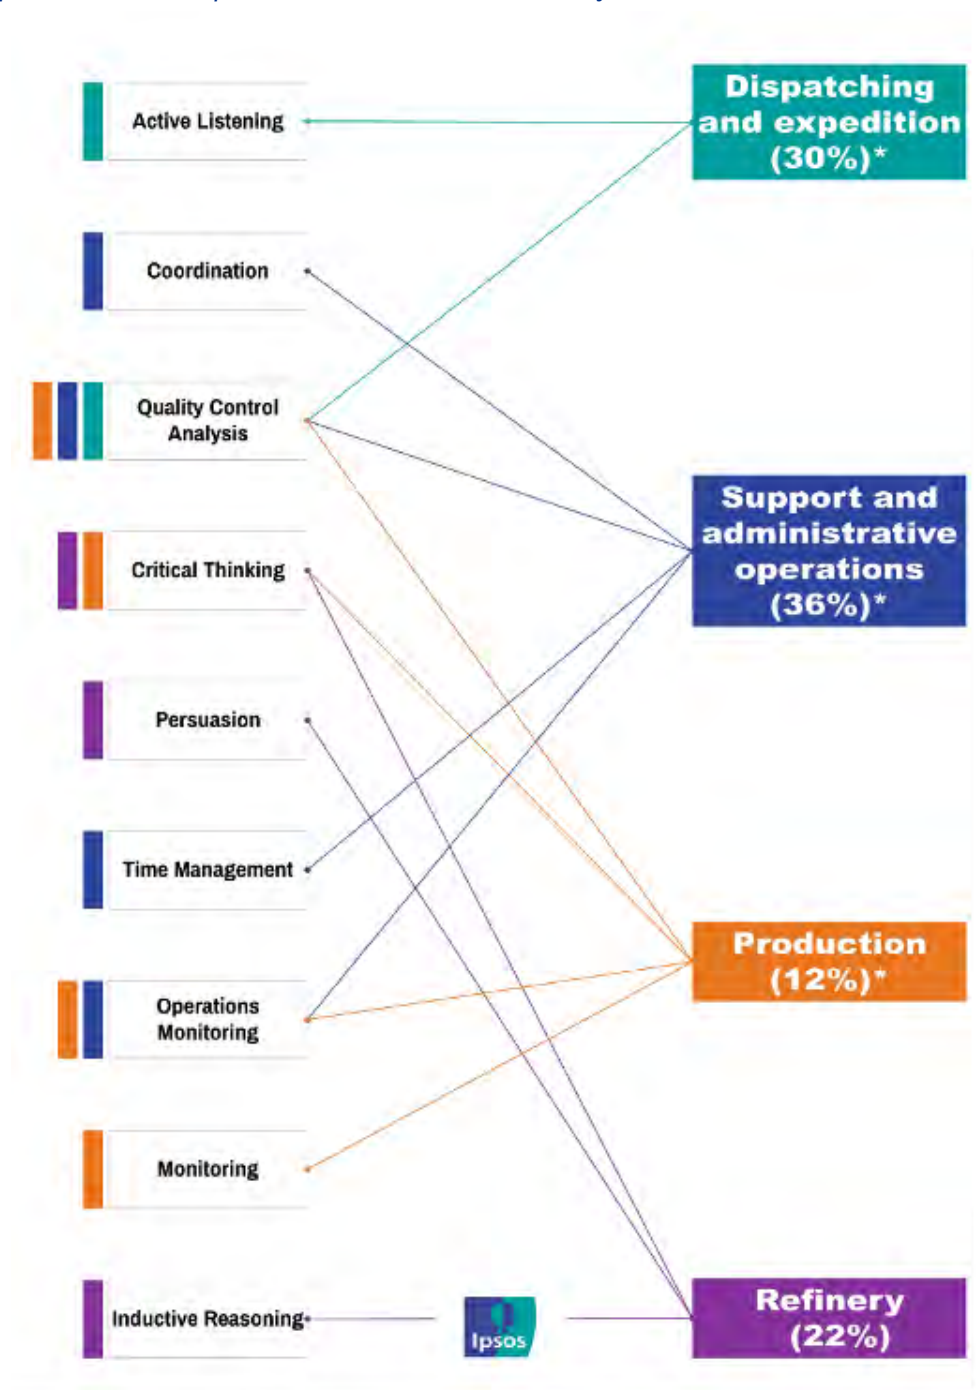 Active Listening
Coordination
Quality Control
Analysis
Critical Thinking
Persuasion
Time Management
Operations
Monitoring
Monitoring
Inductive Reasoning
Dispatching
and expedition
(30%)*
Support and
administrative
operations
(36%)*
Production
(12%)*
Refinery
(22%)
Ipsos